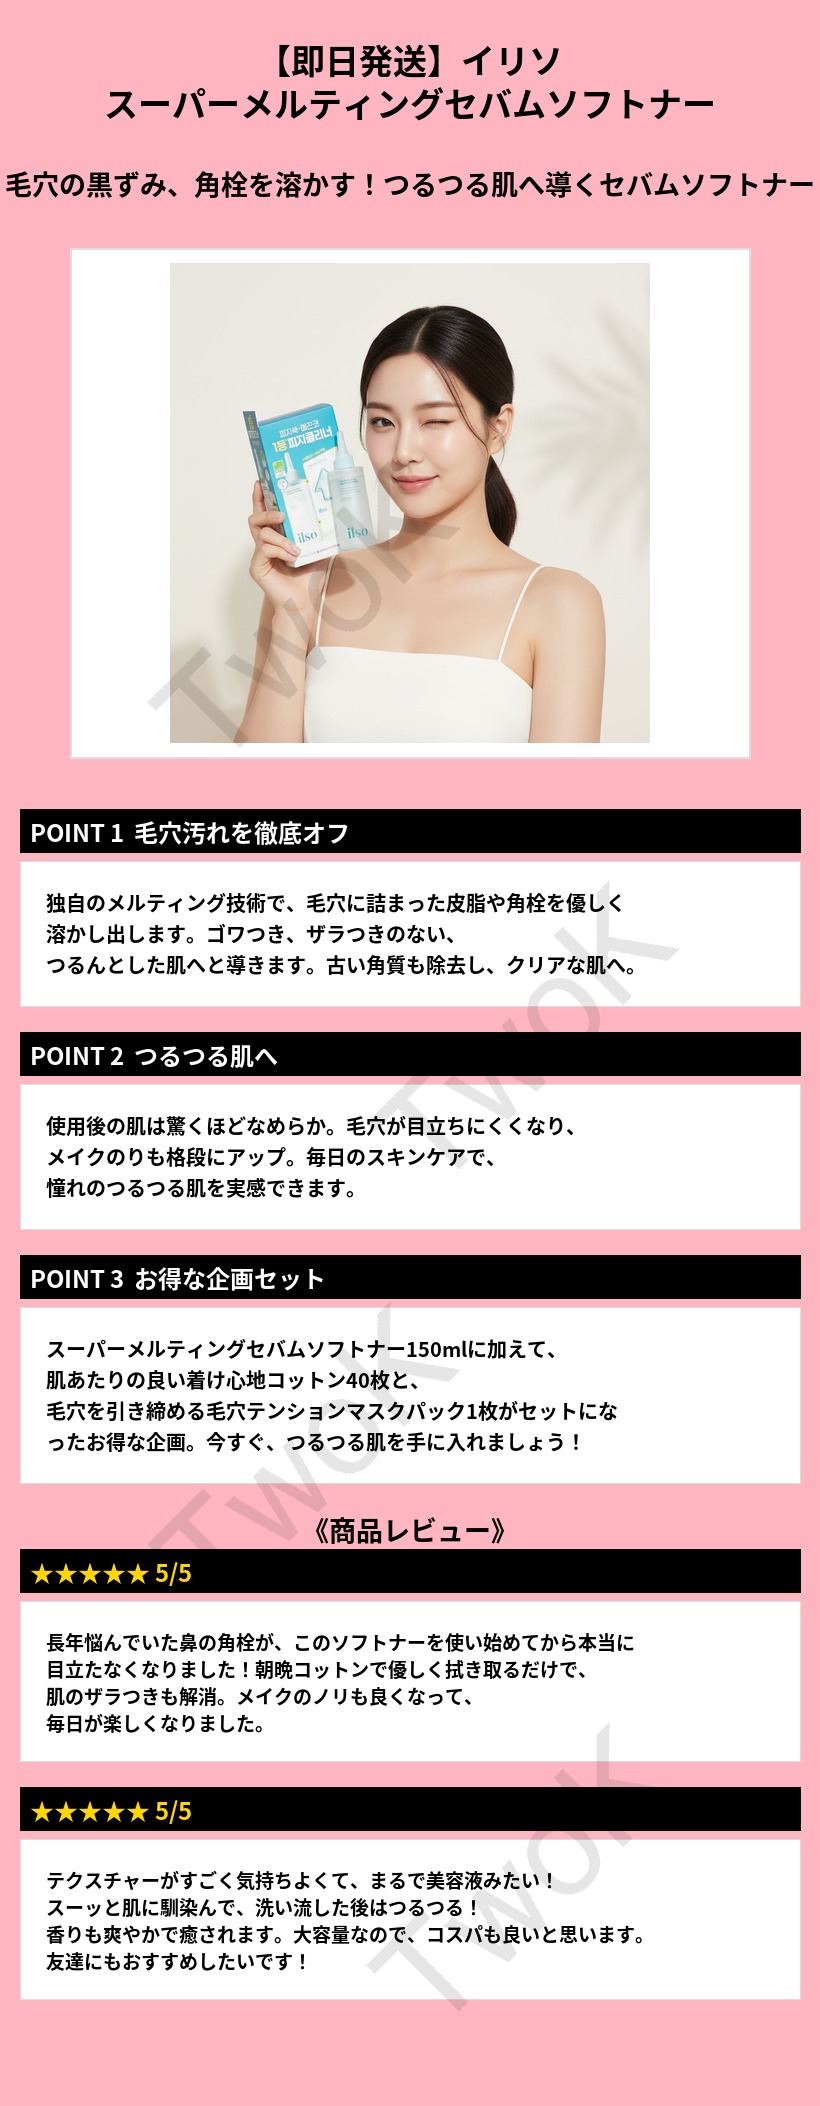 【即日発送】イリソ
スーパーメルティングセバムソフトナー
毛穴の黒ずみ、角栓を溶かす！つるつる肌へ導くセバムソフトナー
피지쏙-매끈코
1등 피지클리너
ilso
ilso
TwoK
POINT 1 毛穴汚れを徹底オフ
独自のメルティング技術で、毛穴に詰まった皮脂や角栓を優しく
溶かし出します。ゴワつき、ザラつきのない、
つるんとした肌へと導きます。古い角質も除去し、クリアな肌へ。
TwoK
POINT 2 つるつる肌へ
使用後の肌は驚くほどなめらか。毛穴が目立ちにくくなり、
メイクのりも格段にアップ。毎日のスキンケアで、
憧れのつるつる肌を実感できます。
POINT 3 お得な企画セット
スーパーメルティングセバムソフトナー150mlに加えて、
肌あたりの良い着け心地コットン40枚と、
毛穴を引き締める毛穴テンションマスクパック1枚がセットにな
ったお得な企画。今すぐ、つるつる肌を手に入れましょう！
TwoK
《商品レビュー》
★★★★★ 5/5
長年悩んでいた鼻の角栓が、このソフトナーを使い始めてから本当に
目立たなくなりました！朝晩コットンで優しく拭き取るだけで、
肌のザラつきも解消。メイクのノリも良くなって、
毎日が楽しくなりました。
★★★★★ 5/5
テクスチャーがすごく気持ちよくて、まるで美容液みたい！
スーッと肌に馴染んで、洗い流した後はつるつる！
香りも爽やかで癒されます。大容量なので、コスパも良いと思います。
友達にもおすすめしたいです！
TwoK